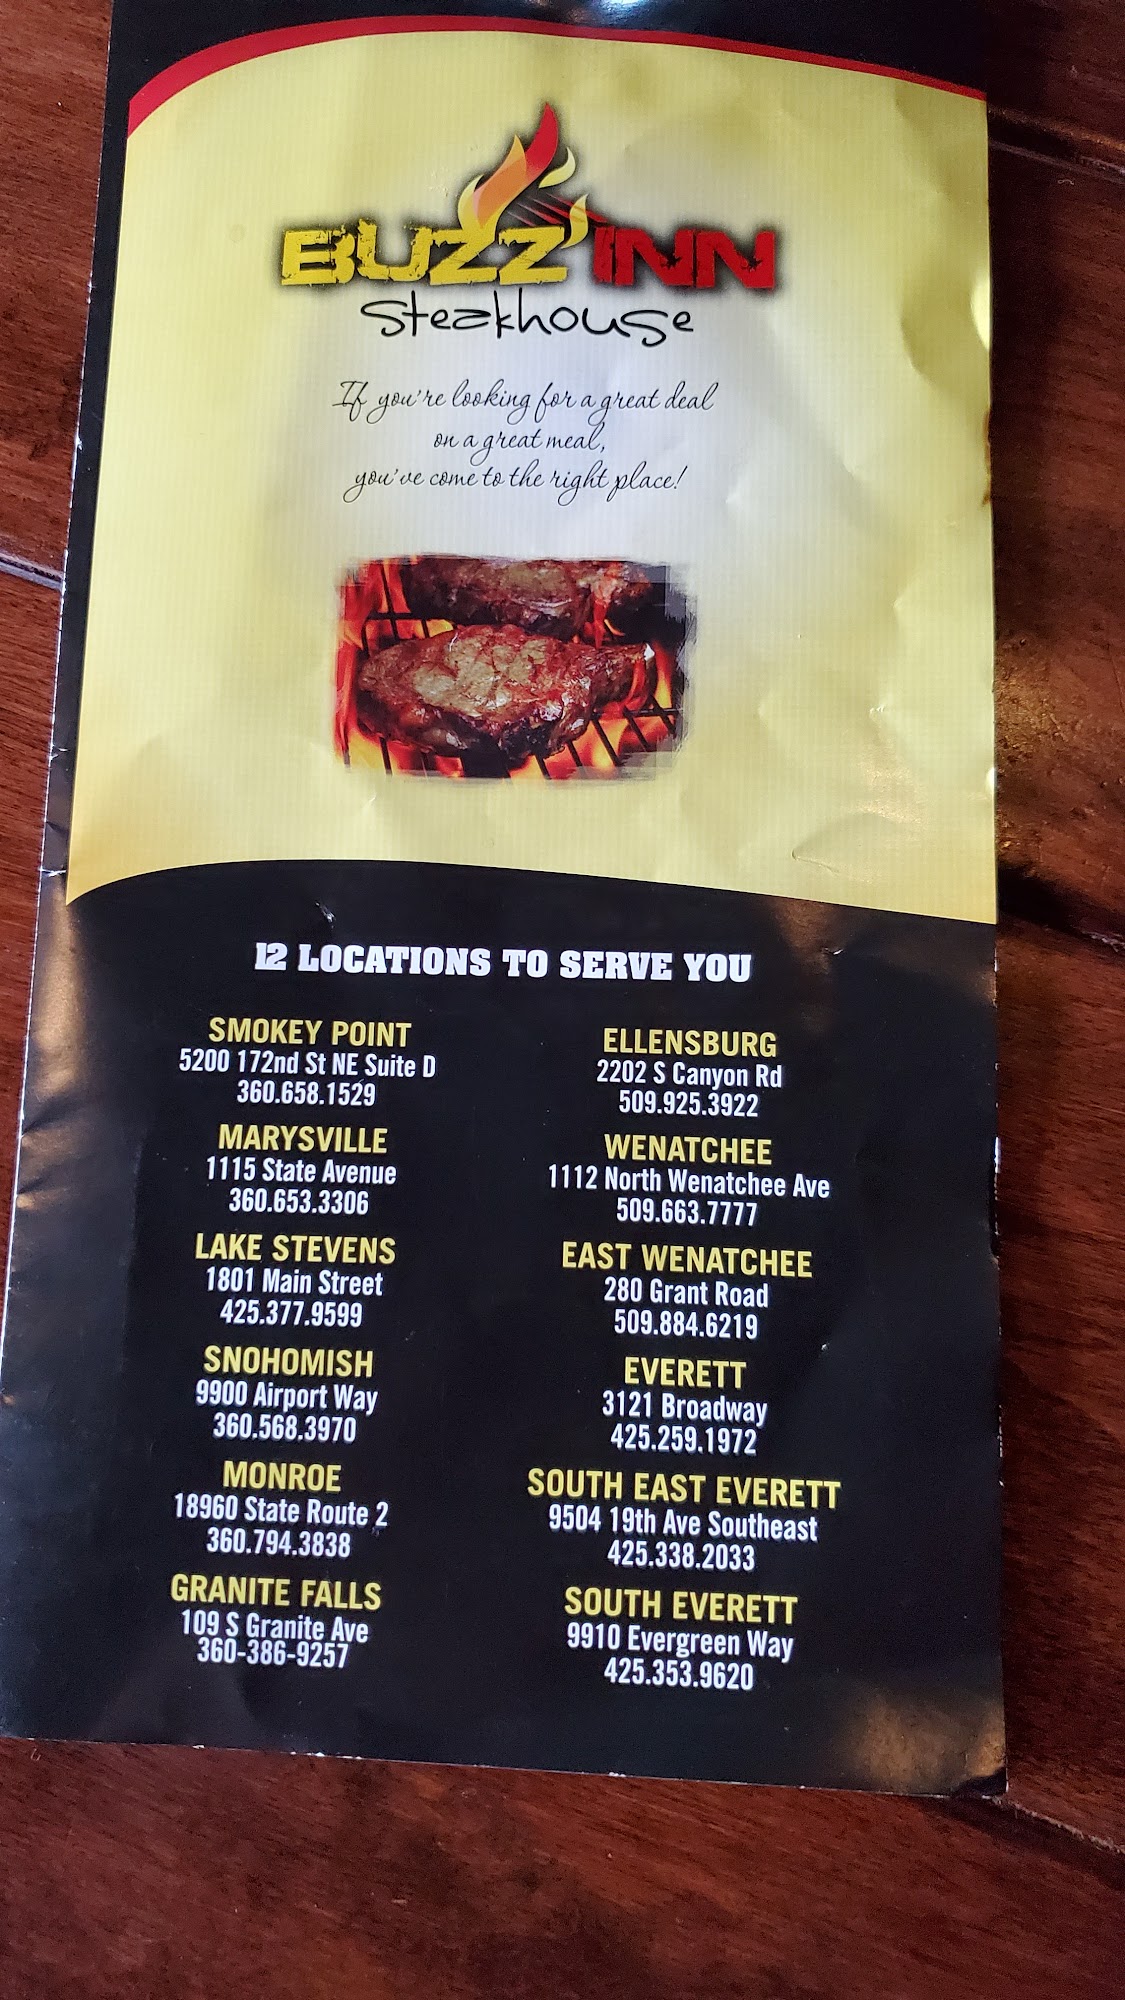 BUZZ INN
steakhouse
If you're looking for a great deal
on a great meal,
you've come to the right place!
12 LOCATIONS TO SERVE YOU
SMOKEY POINT
5200 172nd St NE Suite D
360.658.1529
MARYSVILLE
1115 State Avenue
360.653.3306
LAKE STEVENS
1801 Main Street
425.377.9599
SNOHOMISH
9900 Airport Way
360.568.3970
MONROE
18960 State Route 2
360.794.3838
GRANITE FALLS
109 S Granite Ave
360-386-9257
ELLENSBURG
2202 S Canyon Rd
509.925.3922
WENATCHEE
1112 North Wenatchee Ave
509.663.7777
EAST WENATCHEE
280 Grant Road
509.884.6219
EVERETT
3121 Broadway
425.259.1972
SOUTH EAST EVERETT
9504 19th Ave Southeast
425.338.2033
SOUTH EVERETT
9910 Evergreen Way
425.353.9620